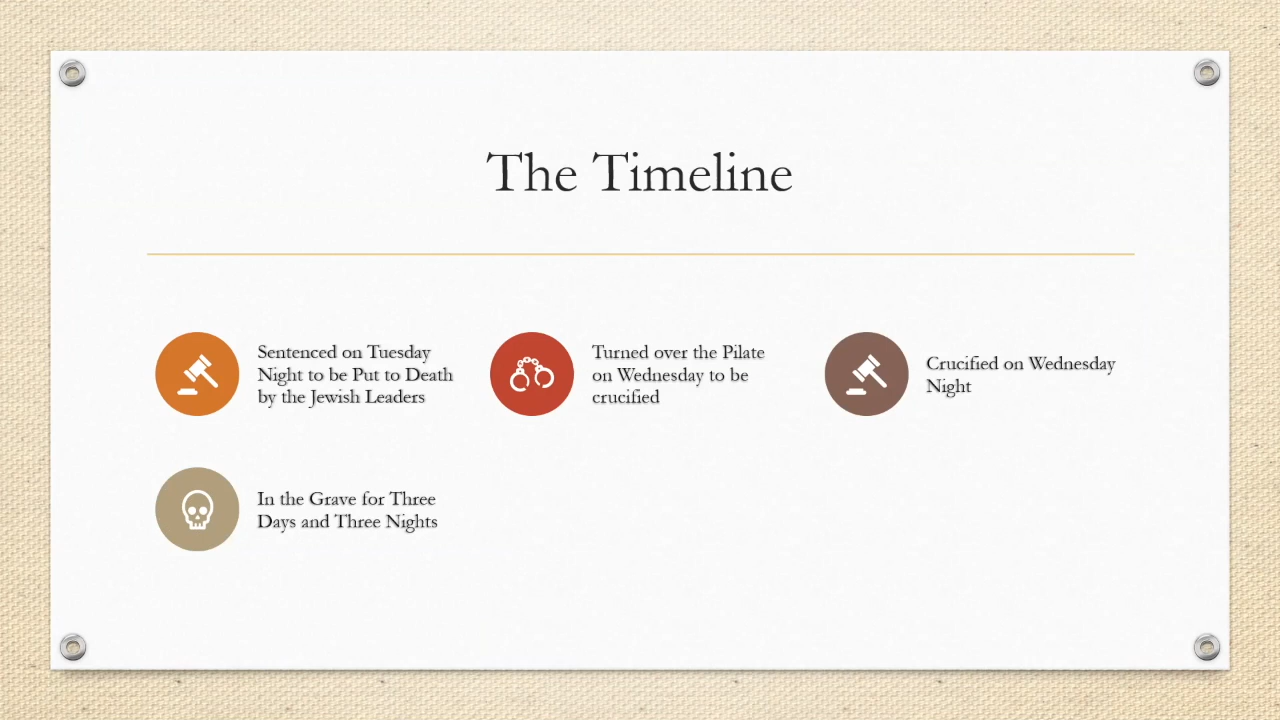 The Timeline
Sentenced on Tuesday
Night to be Put to Death
by the Jewish Leaders
Turned over the Pilate
on Wednesday to be
crucified
Crucified on Wednesday
Night
In the Grave for Three
Days and Three Nights